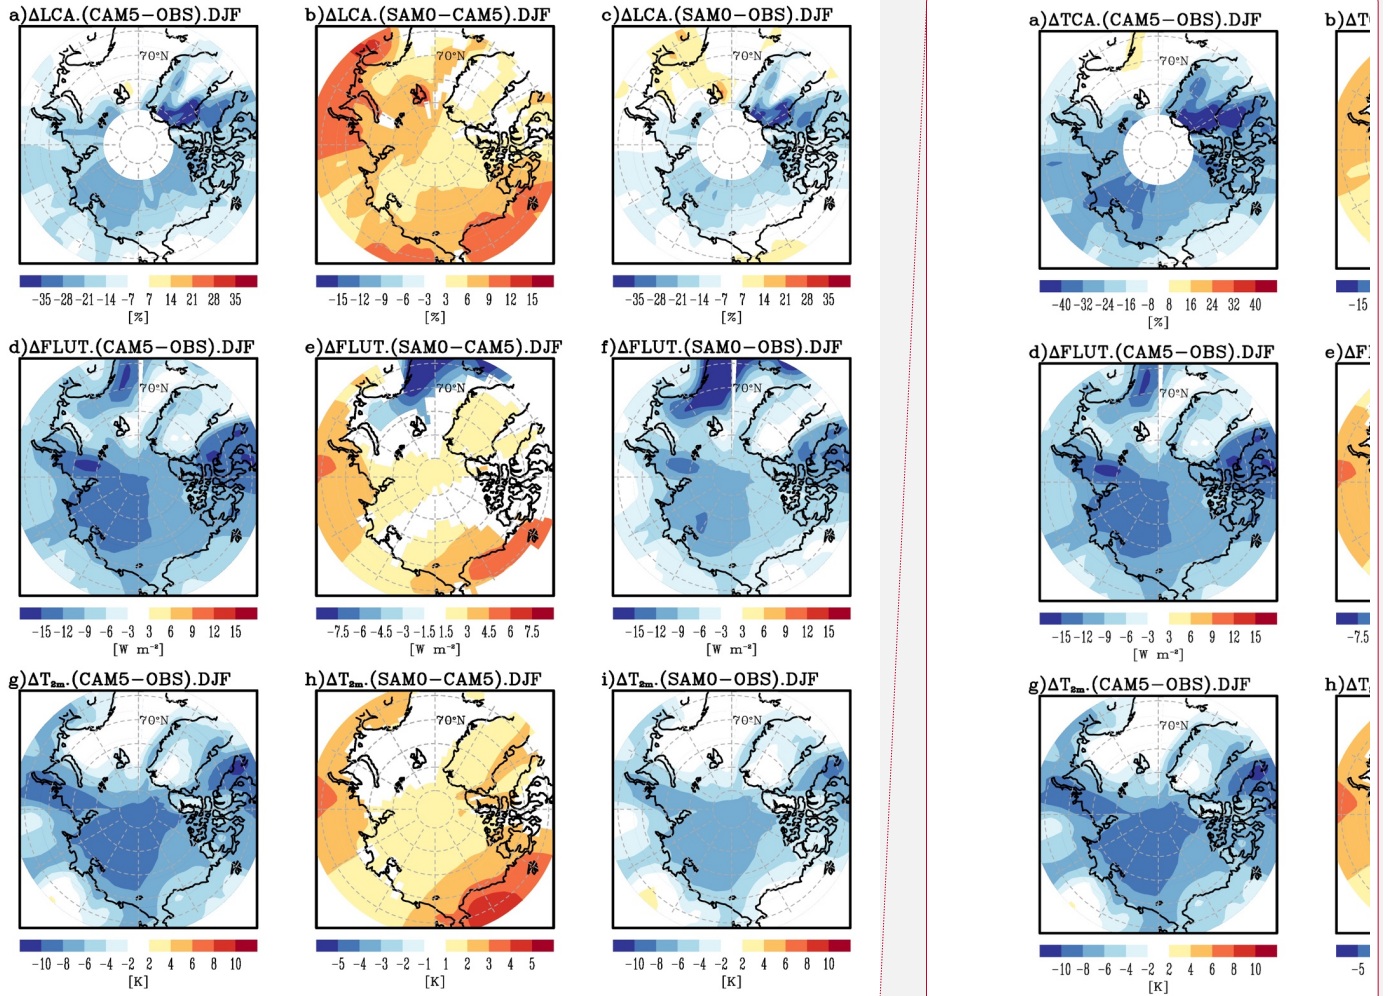 a)ΔLCA.(CAM5−OBS).DJF
b)ΔLCA.(SAM0−CAM5).DJF
c)ΔLCA.(SAM0−OBS).DJF
a)ΔTCA.(CAM5−OBS).DJF
70°N
70°N
70°N
70°N
-35 -28 -21 -14 -7 7 14 21 28 35
-15 -12 -9 -6 -3 3 6 9 12 15
-35 -28 -21 -14 -7 7 14 21 28 35
-40 -32 -24 -16 -8 8 16 24 32 40
-15
[%]
[%]
[%]
[%]
d)ΔFLUT.(CAM5−OBS).DJF
e)ΔFLUT.(SAM0−CAM5).DJF
f)ΔFLUT.(SAM0−OBS).DJF
d)ΔFLUT.(CAM5−OBS).DJF
70°N
70°N
70°N
70°N
-15 -12 -9 -6 -3 3 6 9 12 15
-7.5 -6 -4.5 -3 -1.5 1.5 3 4.5 6 7.5
-15 -12 -9 -6 -3 3 6 9 12 15
-15 -12 -9 -6 -3 3 6 9 12 15
-7.5
[W m⁻²]
[W m⁻²]
[W m⁻²]
[W m⁻²]
g)ΔT₂ₘ.(CAM5−OBS).DJF
h)ΔT₂ₘ.(SAM0−CAM5).DJF
i)ΔT₂ₘ.(SAM0−OBS).DJF
g)ΔT₂ₘ.(CAM5−OBS).DJF
70°N
70°N
70°N
70°N
-10 -8 -6 -4 -2 2 4 6 8 10
-5 -4 -3 -2 -1 1 2 3 4 5
-10 -8 -6 -4 -2 2 4 6 8 10
-10 -8 -6 -4 -2 2 4 6 8 10
-5
[K]
[K]
[K]
[K]